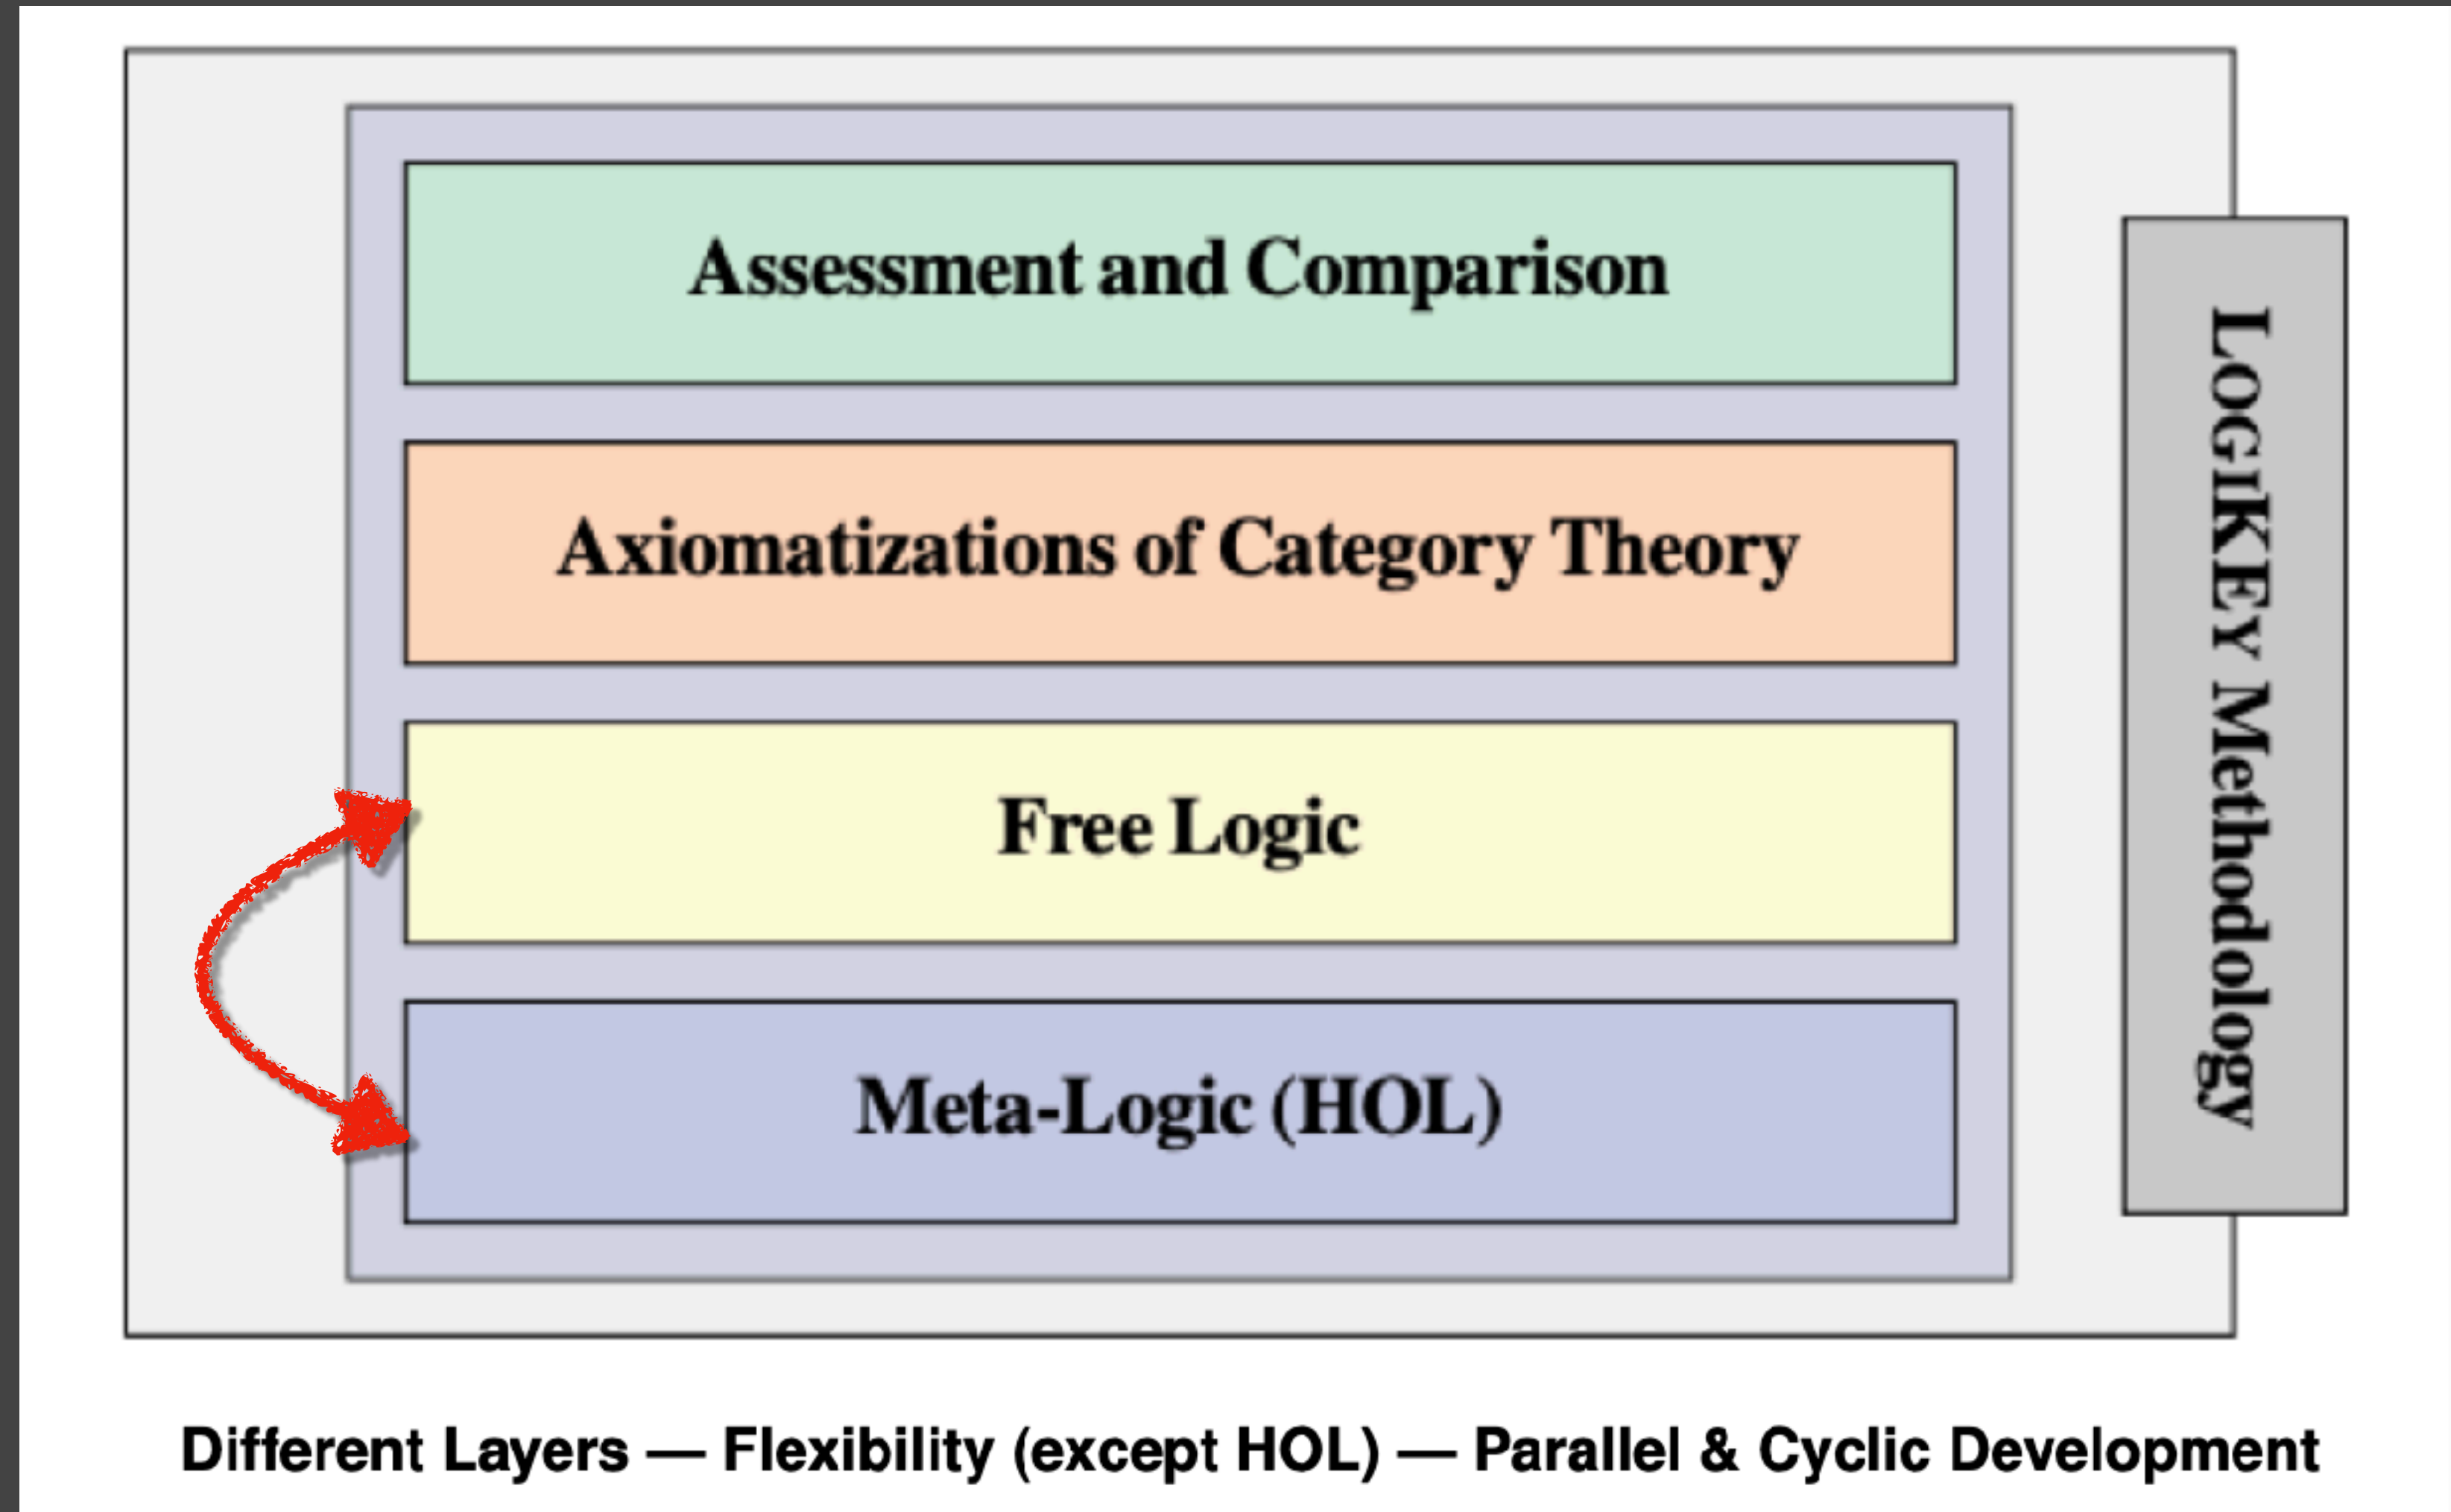 Assessment and Comparison
Axiomatizations of Category Theory
Free Logic
Meta-Logic (HOL)
LOGIKEY Methodology
Different Layers — Flexibility (except HOL) — Parallel & Cyclic Development